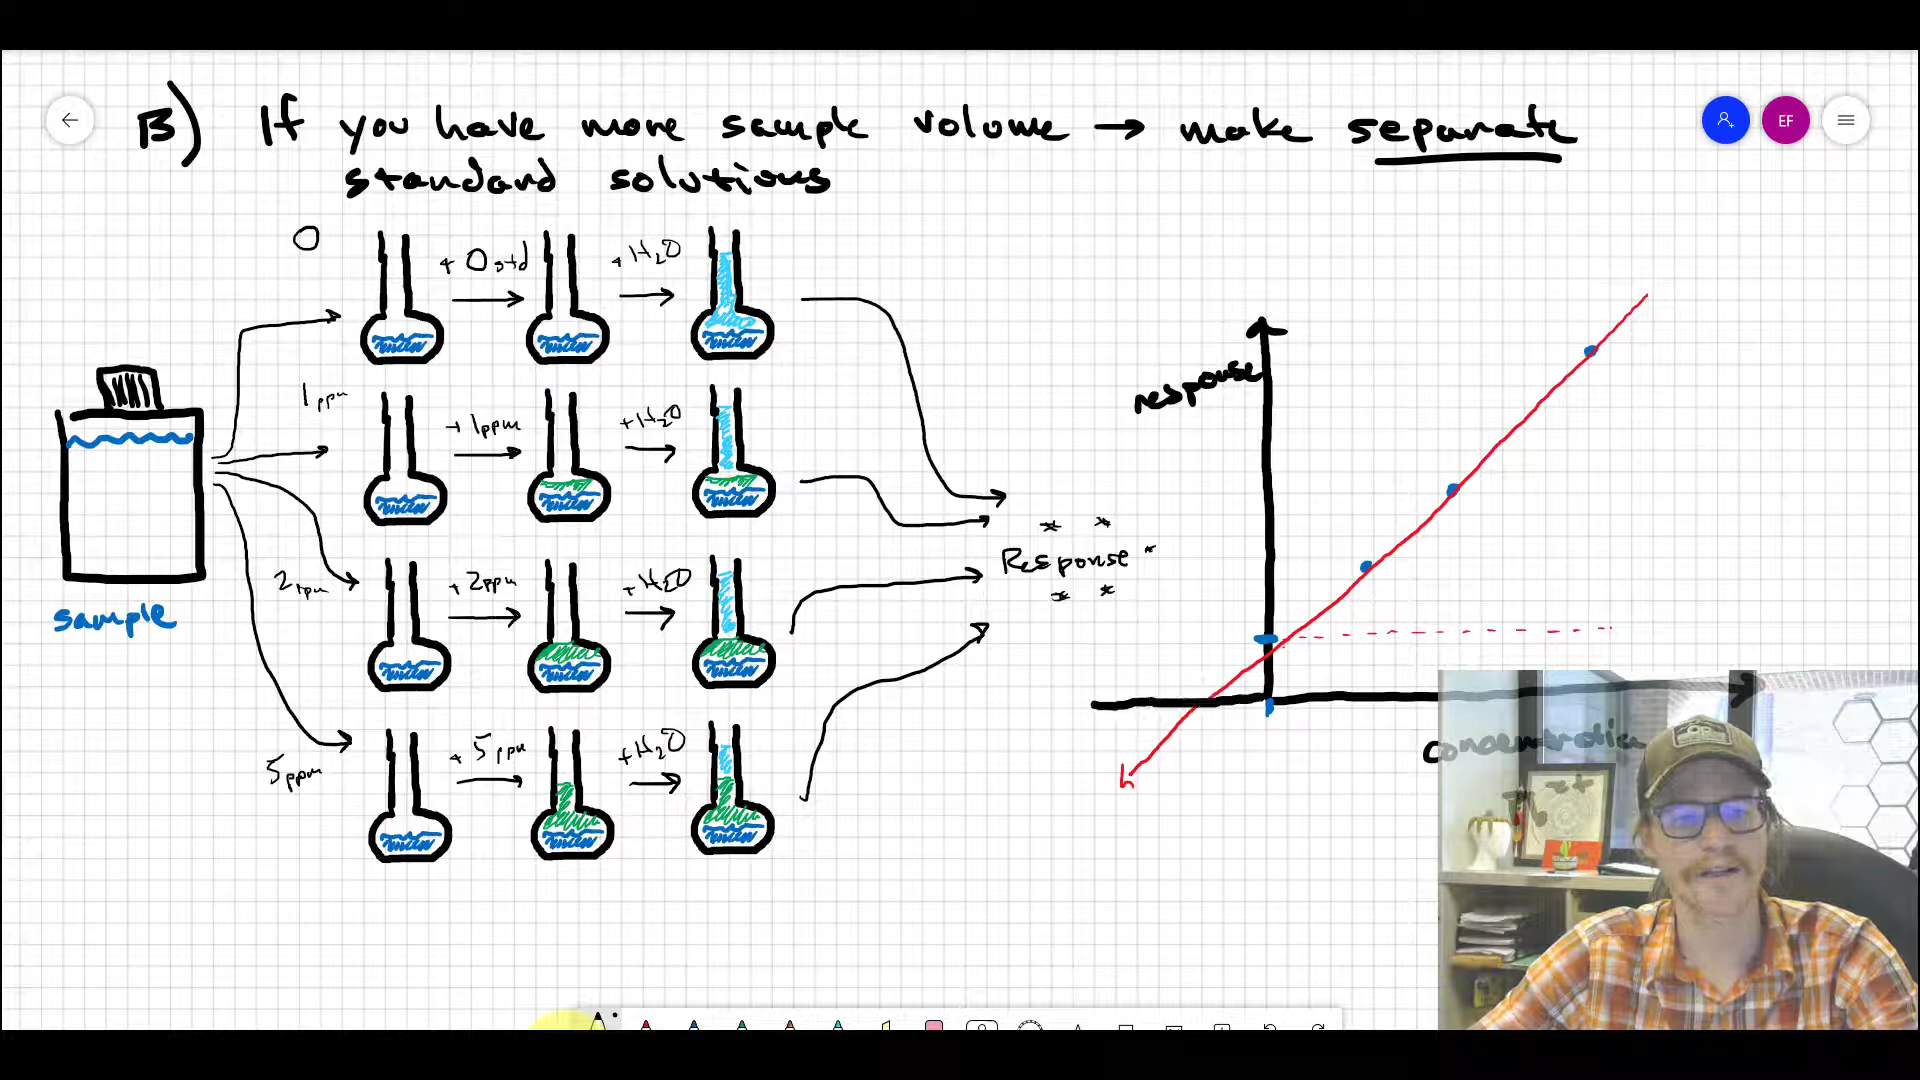 B) If you have more sample volume → make separate
standard solutions
EF
0
+ 0 std
+ H₂O
1 ppm
+ 1ppm
+ H₂O
2 ppm
+ 2ppm
+ H₂O
5 ppm
+ 5 ppm
+ H₂O
sample
* *
Response *
* *
response
concentration